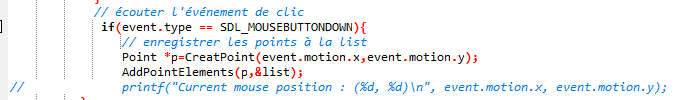 // écouter l'événement de clic
if(event.type == SDL_MOUSEBUTTONDOWN){
// enregistrer les points à la list
Point *p=CreatPoint(event.motion.x,event.motion.y);
AddPointElements(p,&list);
// printf("Current mouse position : (%d, %d)\n", event.motion.x, event.motion.y);